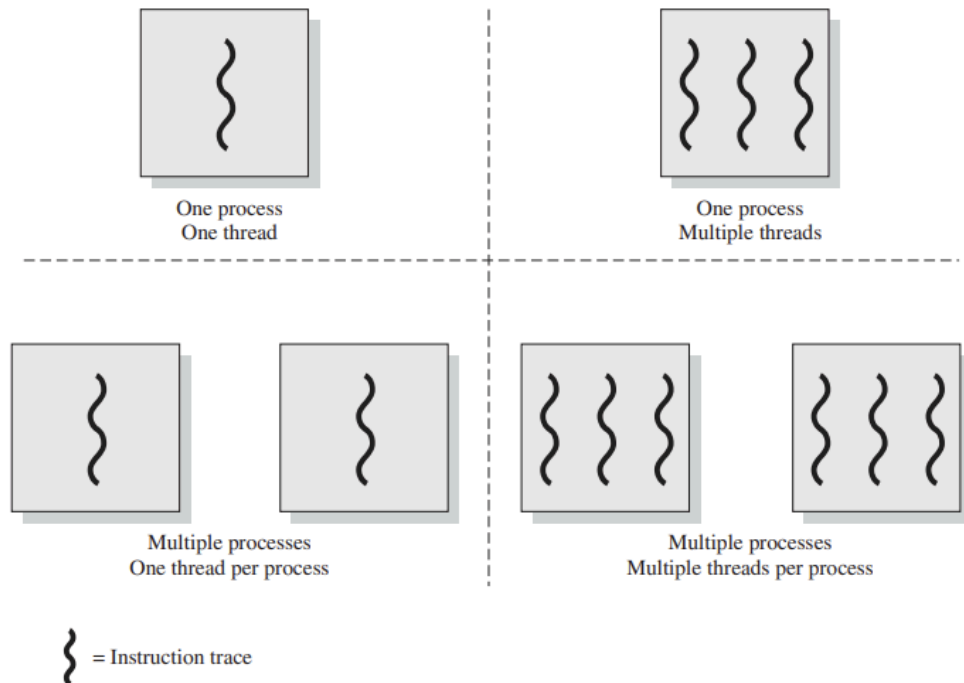 One process
One thread
One process
Multiple threads
Multiple processes
One thread per process
Multiple processes
Multiple threads per process
= Instruction trace